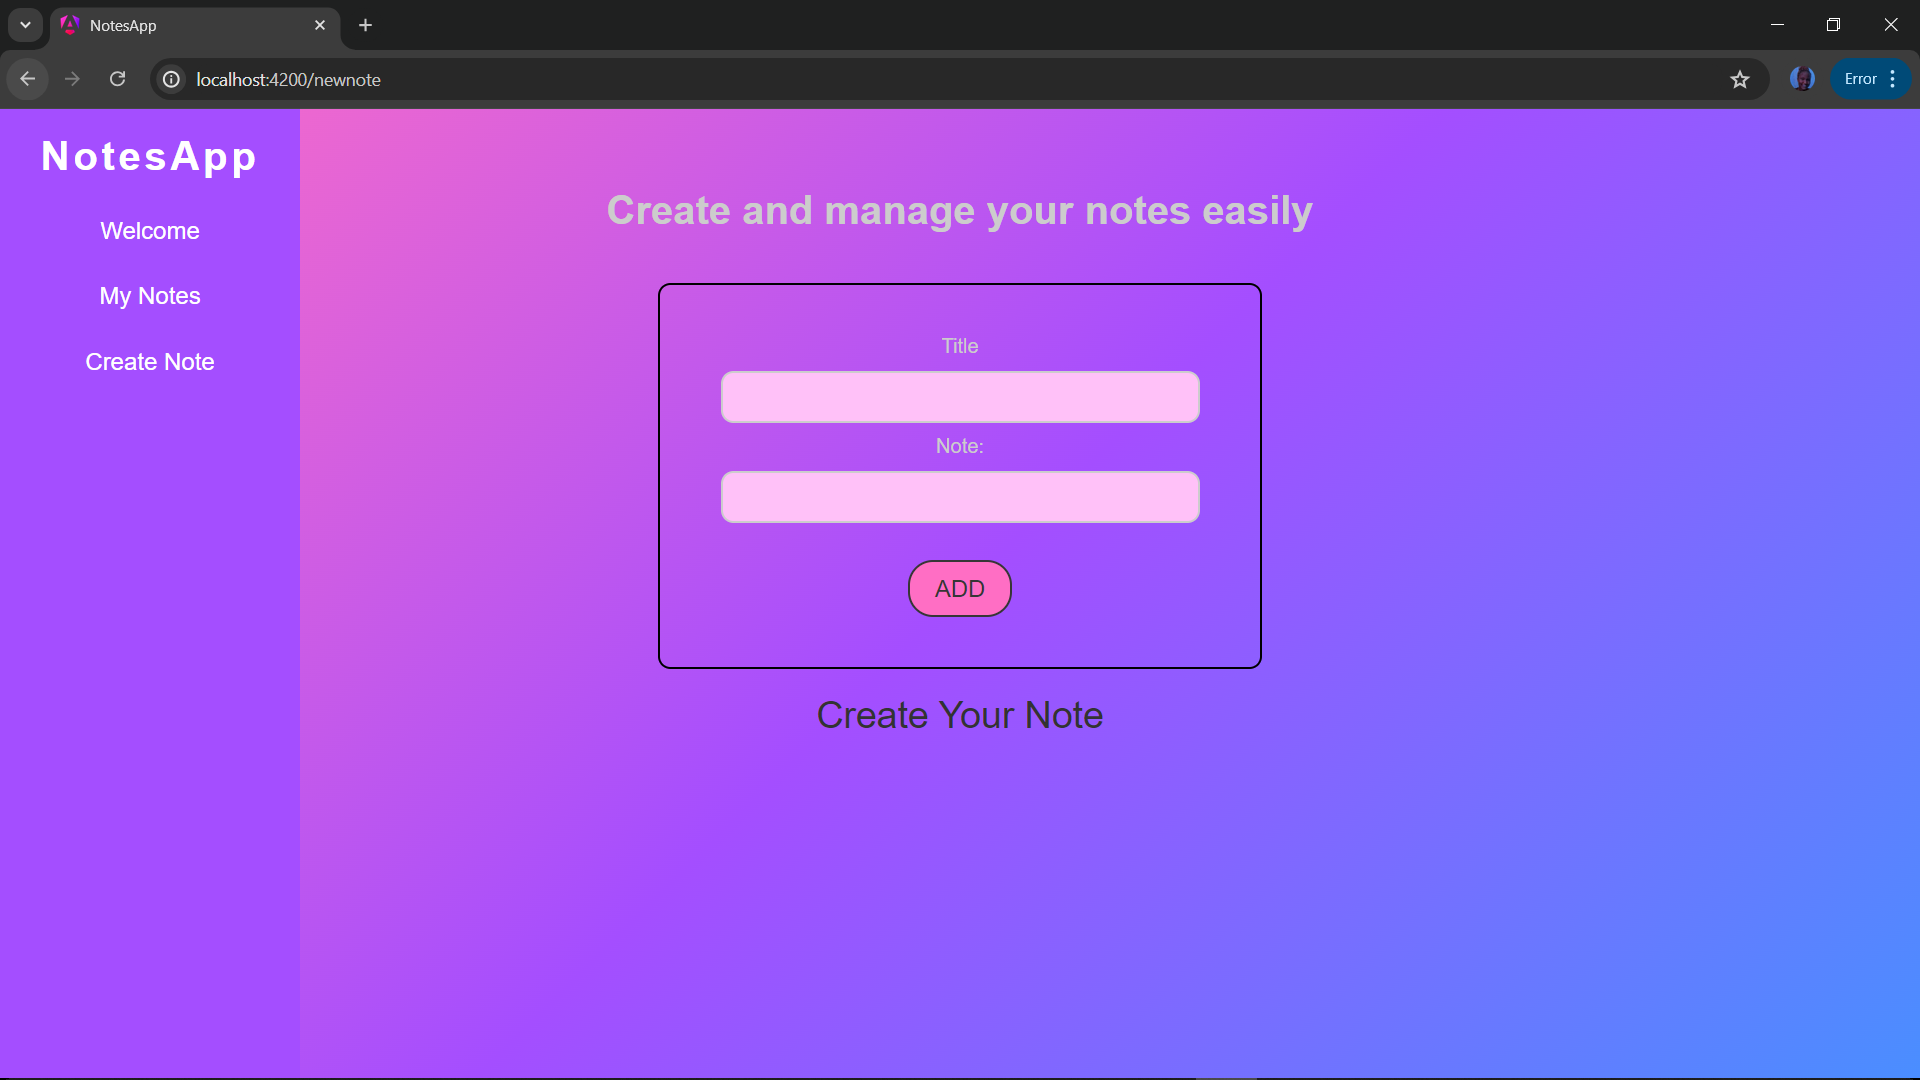 NotesApp
localhost:4200/newnote
Error
NotesApp
Welcome
My Notes
Create Note
Create and manage your notes easily
Title
Note:
ADD
Create Your Note